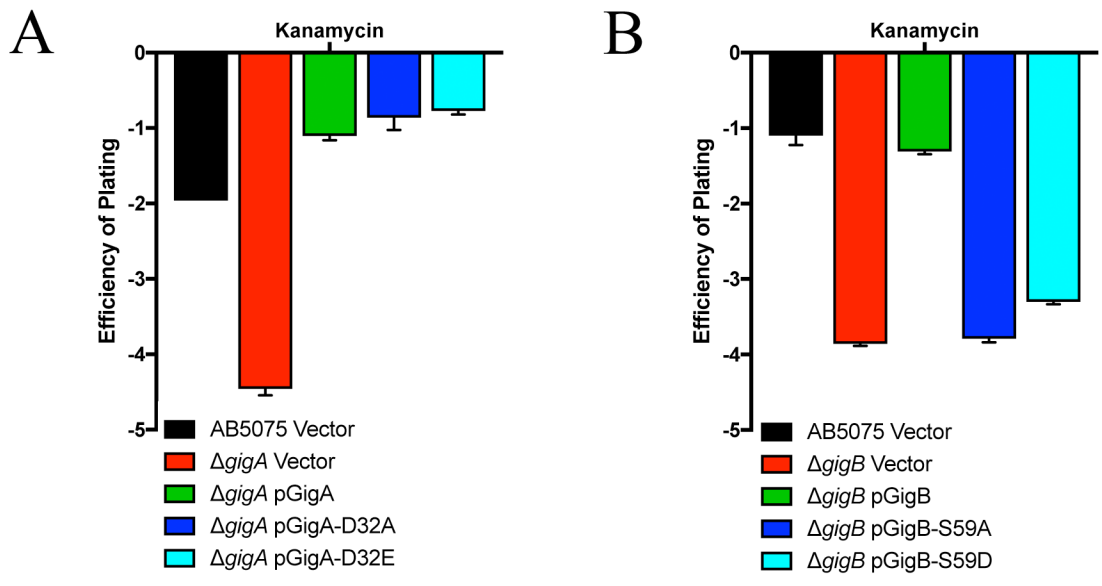 A
Kanamycin
Efficiency of Plating
0
-1
-2
-3
-4
-5
AB5075 Vector
ΔgigA Vector
ΔgigA pGigA
ΔgigA pGigA-D32A
ΔgigA pGigA-D32E
B
Kanamycin
Efficiency of Plating
0
-1
-2
-3
-4
-5
AB5075 Vector
ΔgigB Vector
ΔgigB pGigB
ΔgigB pGigB-S59A
ΔgigB pGigB-S59D